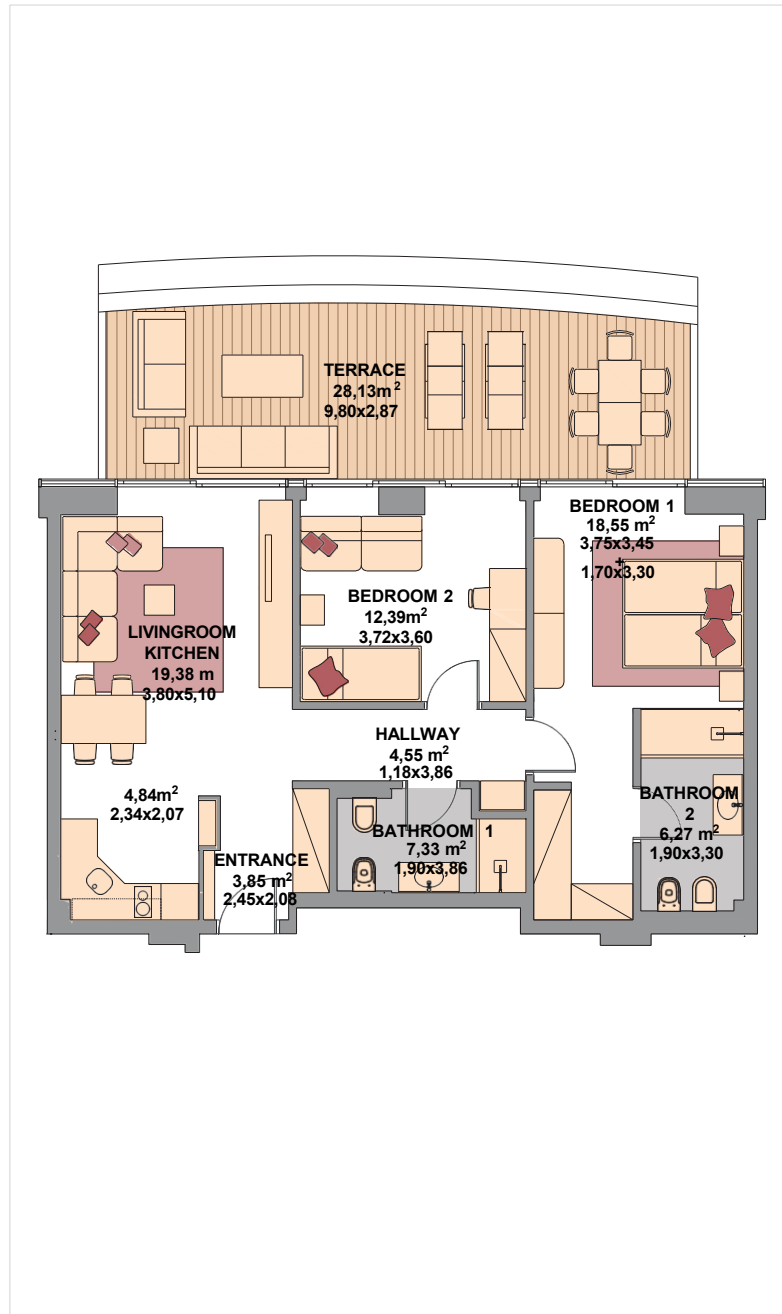 TERRACE
28,13m²
9,80x2,87
BEDROOM 1
18,55 m²
3,75x3,45
+
1,70x3,30
BEDROOM 2
12,39m²
3,72x3,60
LIVINGROOM
KITCHEN
19,38 m
3,80x5,10
HALLWAY
4,55 m²
1,18x3,86
4,84m²
2,34x2,07
BATHROOM 1
7,33 m²
1,90x3,86
BATHROOM
2
6,27 m²
1,90x3,30
ENTRANCE
3,85 m²
2,45x2,08